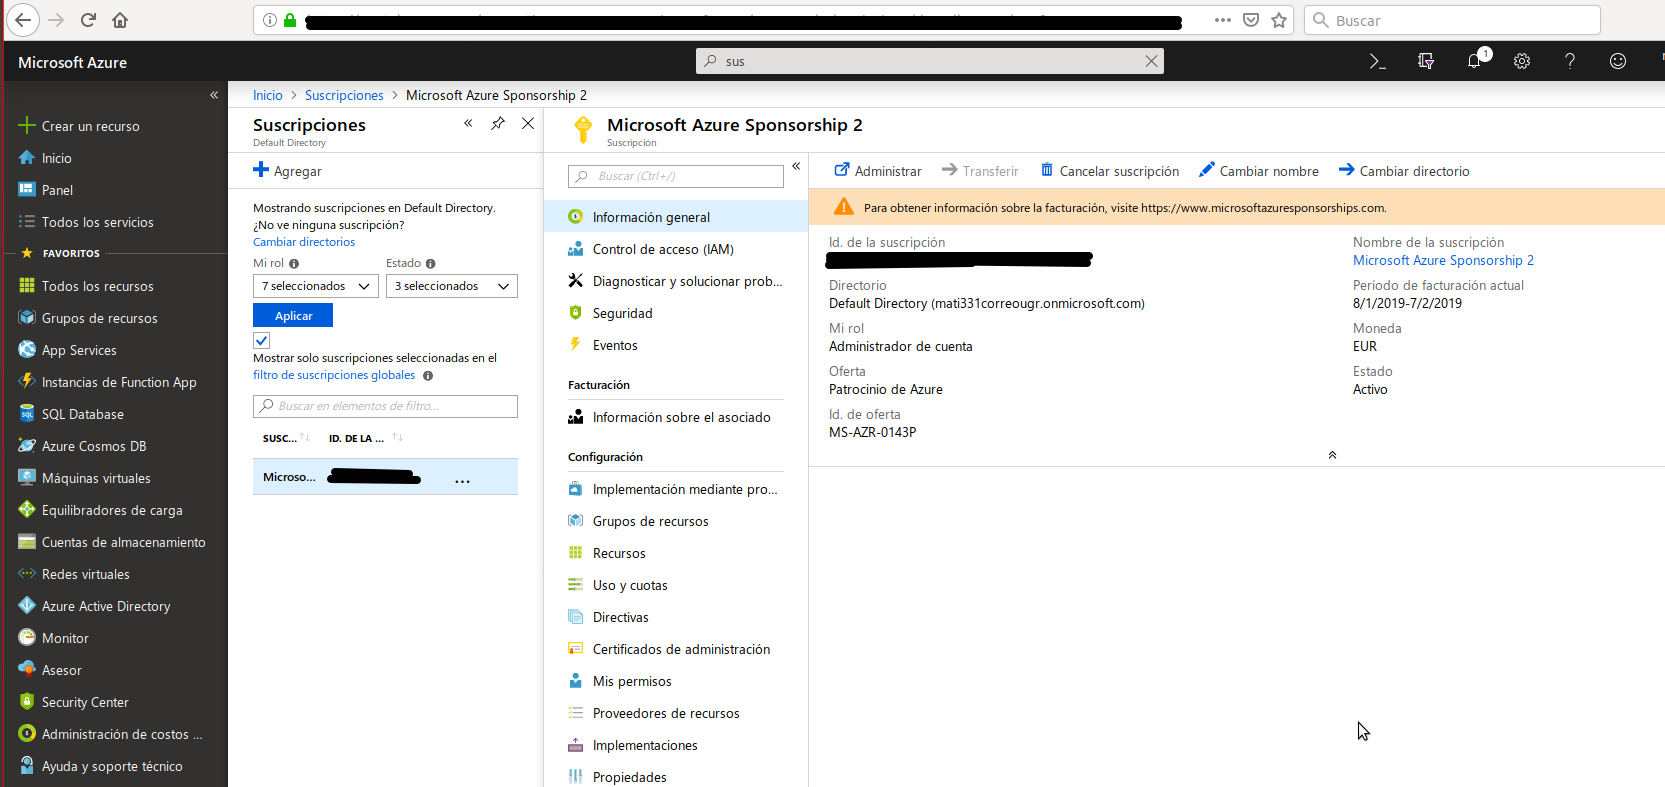 Buscar
Microsoft Azure
sus
1
Inicio > Suscripciones > Microsoft Azure Sponsorship 2
Crear un recurso
Inicio
Panel
Todos los servicios
FAVORITOS
Todos los recursos
Grupos de recursos
App Services
Instancias de Function App
SQL Database
Azure Cosmos DB
Máquinas virtuales
Equilibradores de carga
Cuentas de almacenamiento
Redes virtuales
Azure Active Directory
Monitor
Asesor
Security Center
Administración de costos ...
Ayuda y soporte técnico
Suscripciones
Default Directory
Agregar
Mostrando suscripciones en Default Directory.
¿No ve ninguna suscripción?
Cambiar directorios
Mi rol Estado
7 seleccionados 3 seleccionados
Aplicar
Mostrar solo suscripciones seleccionadas en el
filtro de suscripciones globales
Buscar en elementos de filtro...
SUSC... ID. DE LA ...
Microso... ...
Microsoft Azure Sponsorship 2
Suscripción
Buscar (Ctrl+/)
Información general
Control de acceso (IAM)
Diagnosticar y solucionar prob...
Seguridad
Eventos
Facturación
Información sobre el asociado
Configuración
Implementación mediante pro...
Grupos de recursos
Recursos
Uso y cuotas
Directivas
Certificados de administración
Mis permisos
Proveedores de recursos
Implementaciones
Propiedades
Administrar Transferir Cancelar suscripción Cambiar nombre Cambiar directorio
Para obtener información sobre la facturación, visite https://www.microsoftazuresponsorships.com.
Id. de la suscripción
Directorio
Default Directory (mati331correougr.onmicrosoft.com)
Mi rol
Administrador de cuenta
Oferta
Patrocinio de Azure
Id. de oferta
MS-AZR-0143P
Nombre de la suscripción
Microsoft Azure Sponsorship 2
Período de facturación actual
8/1/2019-7/2/2019
Moneda
EUR
Estado
Activo